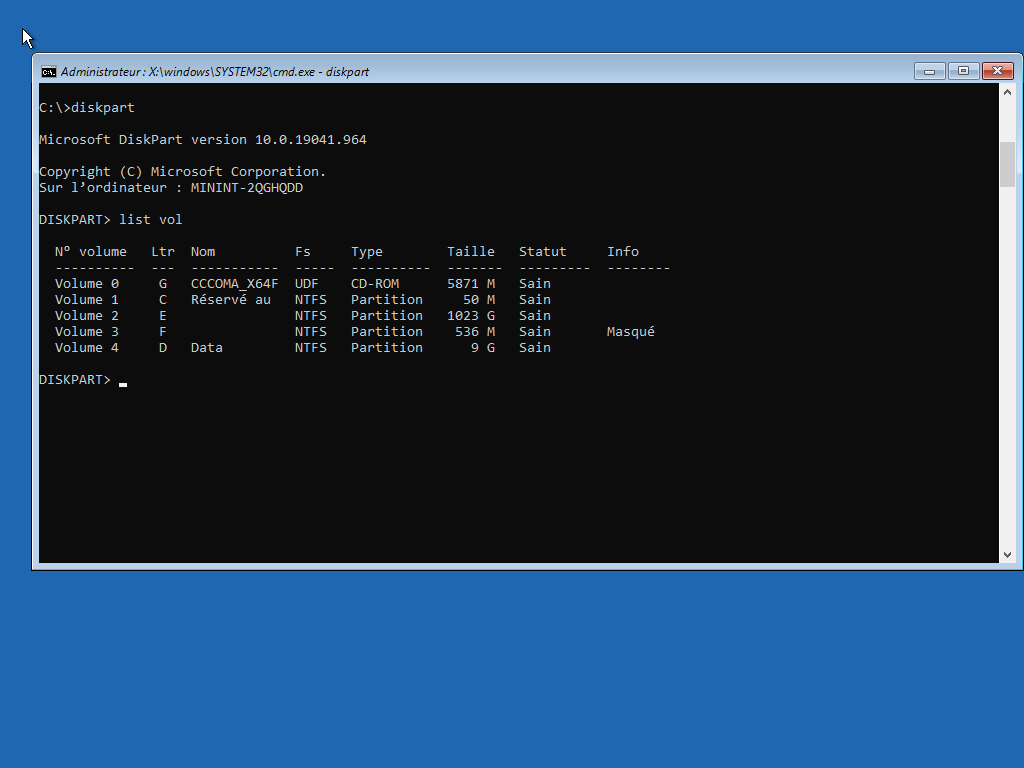 Administrateur : X:\windows\SYSTEM32\cmd.exe - diskpart
C:\>diskpart
Microsoft DiskPart version 10.0.19041.964
Copyright (C) Microsoft Corporation.
Sur l’ordinateur : MININT-2QGHQDD
DISKPART> list vol
  N° volume   Ltr  Nom          Fs     Type        Taille   Statut     Info
  ----------  ---  -----------  -----  ----------  -------  ---------  --------
  Volume 0     G   CCCOMA_X64F  UDF    CD-ROM      5871 M   Sain
  Volume 1     C   Réservé au   NTFS   Partition     50 M   Sain
  Volume 2     E                NTFS   Partition   1023 G   Sain
  Volume 3     F                NTFS   Partition    536 M   Sain       Masqué
  Volume 4     D   Data         NTFS   Partition      9 G   Sain
DISKPART>